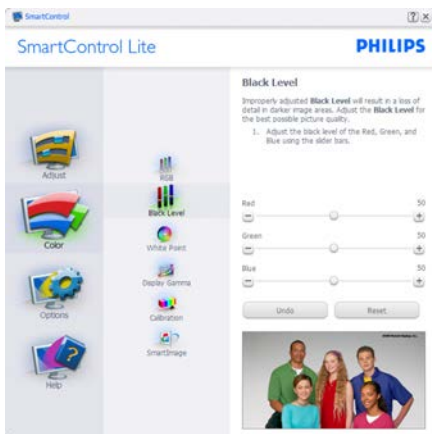 SmartControl
SmartControl Lite
PHILIPS
Adjust
Color
Options
Help
RGB
Black Level
White Point
Display Gamma
Calibration
SmartImage
Black Level
Improperly adjusted Black Level will result in a loss of
detail in darker image areas. Adjust the Black Level for
the best possible picture quality.
1. Adjust the black level of the Red, Green, and
Blue using the slider bars.
Red 50
Green 50
Blue 50
Undo Reset